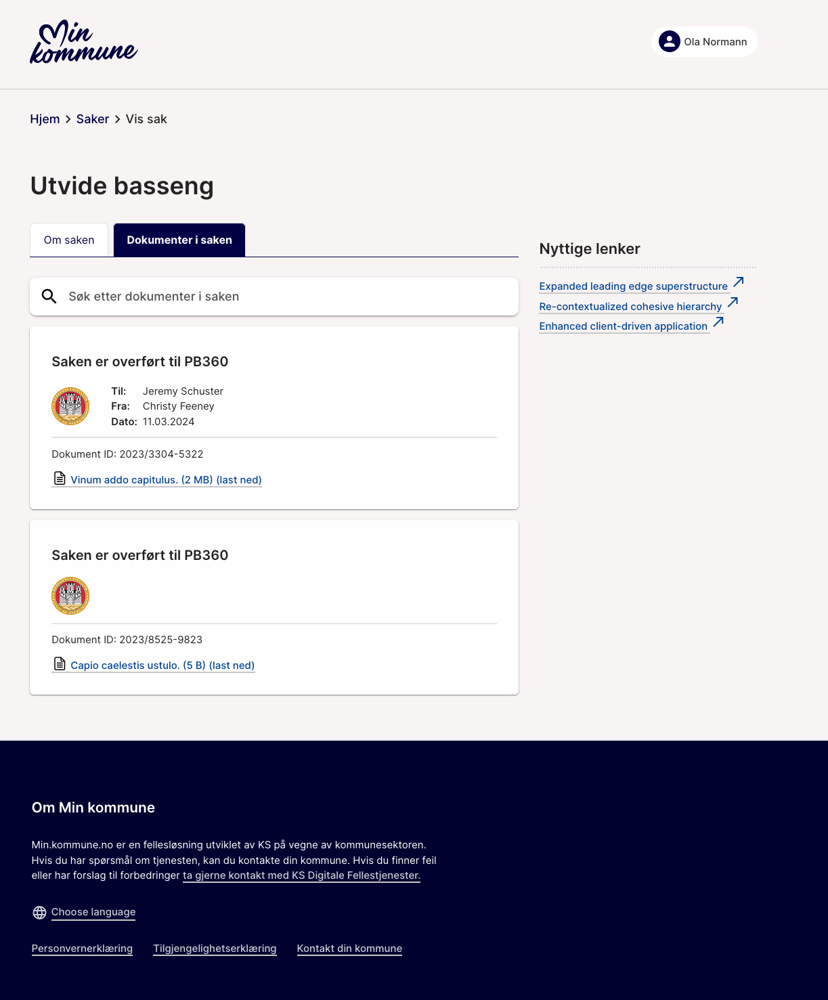 Min
kommune
Ola Normann
Hjem > Saker > Vis sak
Utvide basseng
Om saken
Dokumenter i saken
Søk etter dokumenter i saken
Saken er overført til PB360
Til: Jeremy Schuster
Fra: Christy Feeney
Dato: 11.03.2024
Dokument ID: 2023/3304-5322
Vinum addo capitulus. (2 MB) (last ned)
Saken er overført til PB360
Dokument ID: 2023/8525-9823
Capio caelestis ustulo. (5 B) (last ned)
Nyttige lenker
Expanded leading edge superstructure
Re-contextualized cohesive hierarchy
Enhanced client-driven application
Om Min kommune
Min.kommune.no er en fellesløsning utviklet av KS på vegne av kommunesektoren.
Hvis du har spørsmål om tjenesten, kan du kontakte din kommune. Hvis du finner feil
eller har forslag til forbedringer ta gjerne kontakt med KS Digitale Fellestjenester.
Choose language
Personvernerklæring
Tilgjengelighetserklæring
Kontakt din kommune